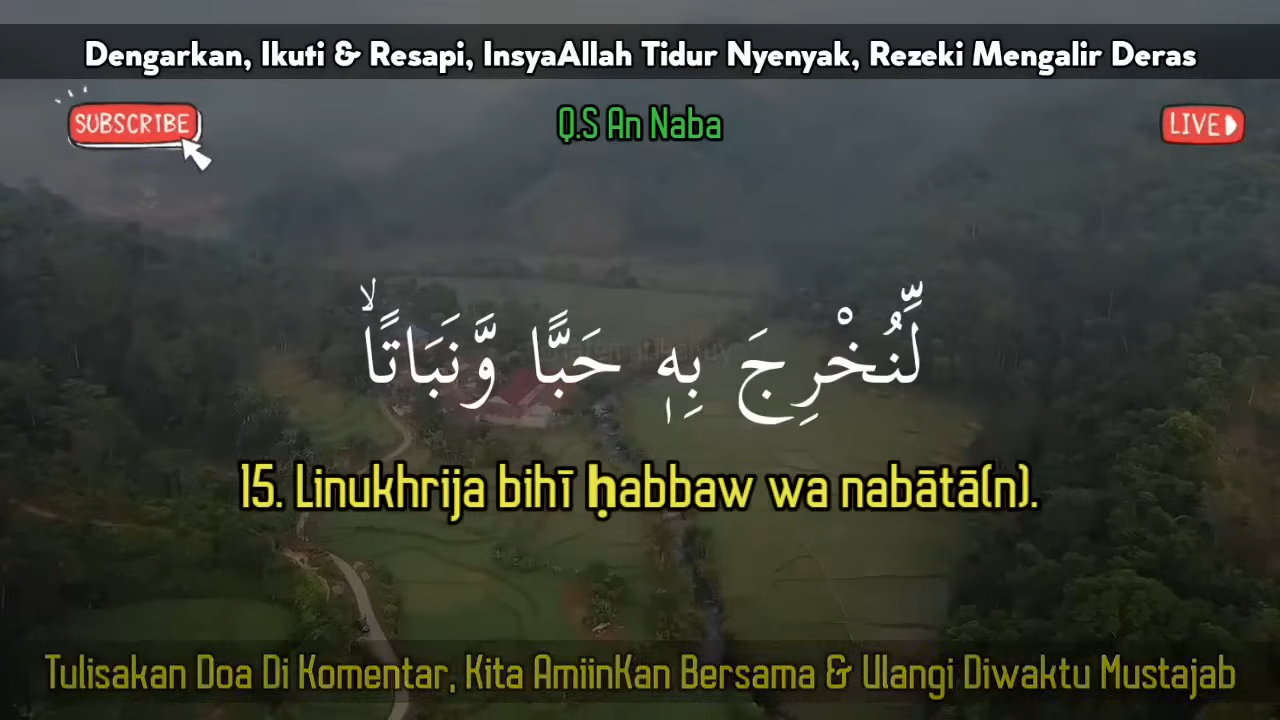 Dengarkan, Ikuti & Resapi, InsyaAllah Tidur Nyenyak, Rezeki Mengalir Deras
SUBSCRIBE
Q.S An Naba
LIVE
لِّنُخْرِجَ بِهٖ حَبًّا وَّنَبَاتًاۙ
15. Linukhrija bihī ḥabbaw wa nabātā(n).
Tulisakan Doa Di Komentar, Kita AmiinKan Bersama & Ulangi Diwaktu Mustajab